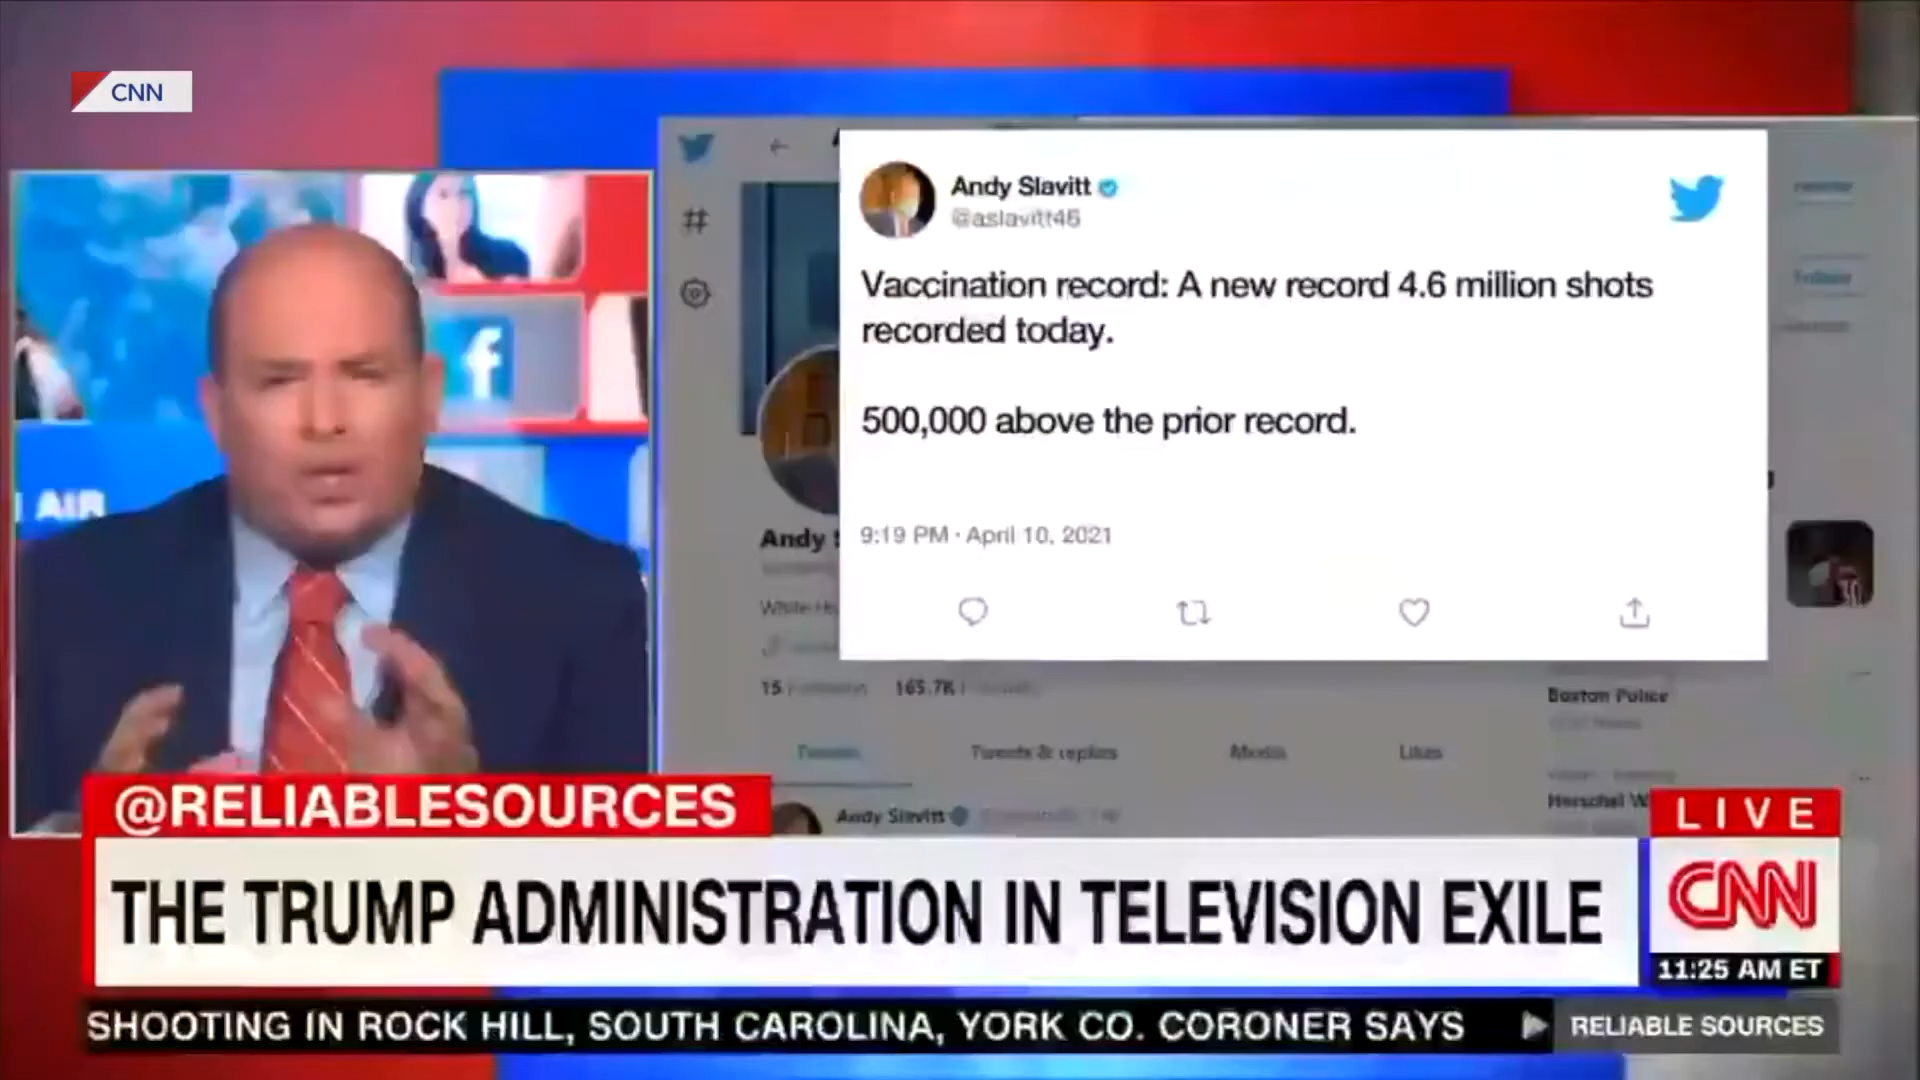 CNN
Andy Slavitt
@aslavitt46
Vaccination record: A new record 4.6 million shots
recorded today.
500,000 above the prior record.
9:19 PM · April 10, 2021
AIR
Andy
15
165.7K
Tweets
Tweets & replies
Media
Likes
Andy Slavitt
Boston Police
Herschel W
@RELIABLESOURCES
THE TRUMP ADMINISTRATION IN TELEVISION EXILE
LIVE
CNN
11:25 AM ET
SHOOTING IN ROCK HILL, SOUTH CAROLINA, YORK CO. CORONER SAYS
RELIABLE SOURCES